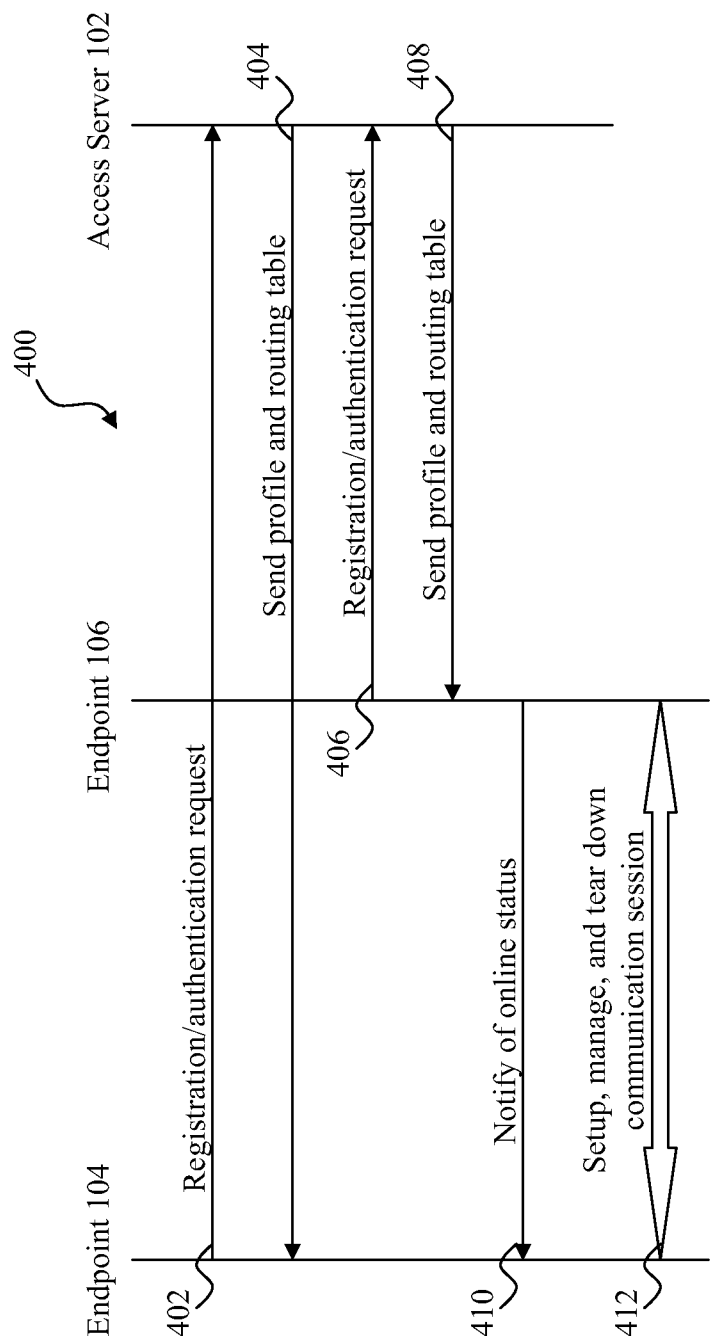 400
Endpoint 104
Endpoint 106
Access Server 102
Registration/authentication request
402
Send profile and routing table
404
Registration/authentication request
406
Send profile and routing table
408
Notify of online status
410
Setup, manage, and tear down
communication session
412